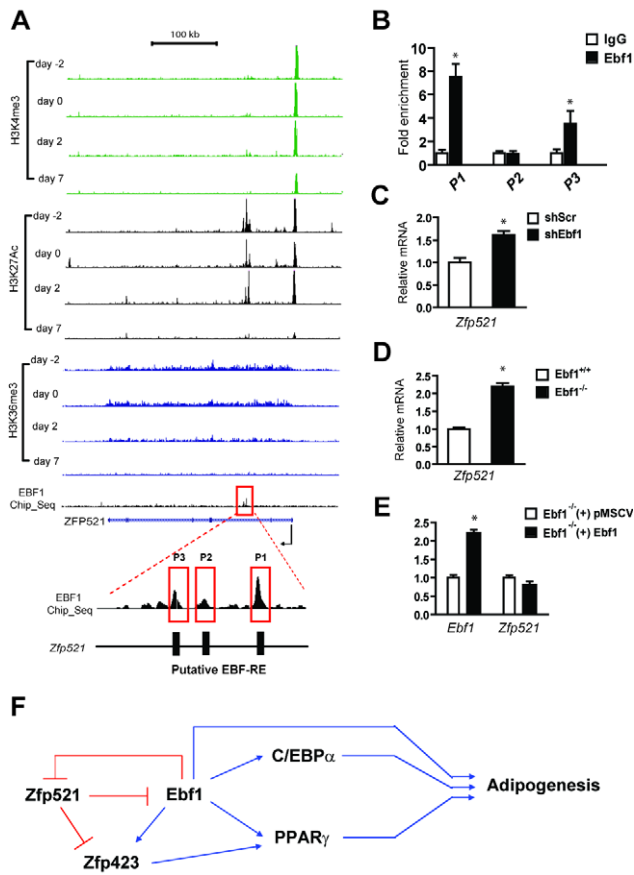 A
100 kb
H3K4me3
day -2
day 0
day 2
day 7
H3K27Ac
day -2
day 0
day 2
day 7
H3K36me3
day -2
day 0
day 2
day 7
EBF1
Chip_Seq
ZFP521
P3 P2 P1
EBF1
Chip_Seq
Zfp521
Putative EBF-RE
B
IgG
Ebf1
Fold enrichment
10
8
6
4
2
0
*
*
P1 P2 P3
C
shScr
shEbf1
Relative mRNA
2.0
1.5
1.0
0.5
0.0
*
Zfp521
D
Ebf1+/+
Ebf1-/-
Relative mRNA
2.5
2.0
1.5
1.0
0.5
0.0
*
Zfp521
E
Ebf1-/-(+) pMSCV
Ebf1-/-(+) Ebf1
2.5
2.0
1.5
1.0
0.5
0.0
*
Ebf1 Zfp521
F
Zfp521
Ebf1
Zfp423
C/EBPα
PPARγ
Adipogenesis